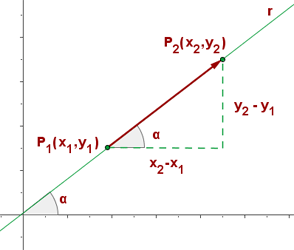 r
P₂(x₂,y₂)
α
y₂ - y₁
P₁(x₁,y₁)
x₂-x₁
α